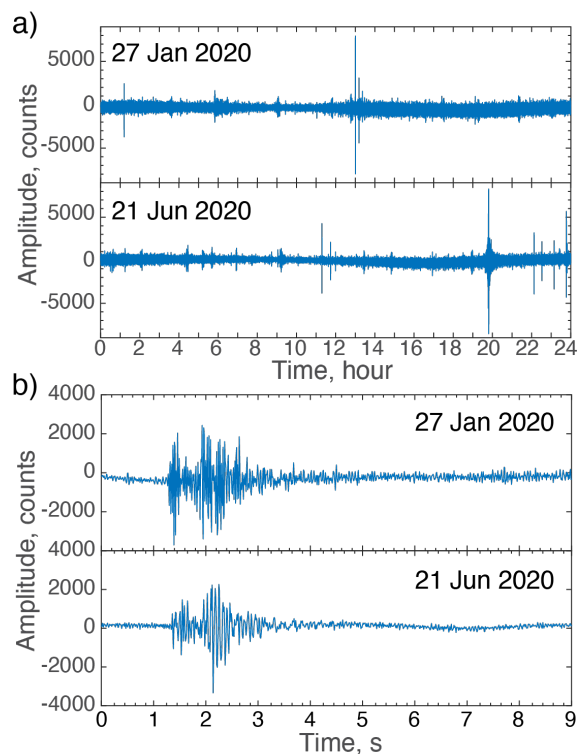 a)
27 Jan 2020
5000
0
-5000
21 Jun 2020
5000
0
-5000
Amplitude, counts
0 2 4 6 8 10 12 14 16 18 20 22 24
Time, hour
b)
4000
27 Jan 2020
2000
0
-2000
4000
21 Jun 2020
2000
0
-2000
-4000
Amplitude, counts
0 1 2 3 4 5 6 7 8 9
Time, s